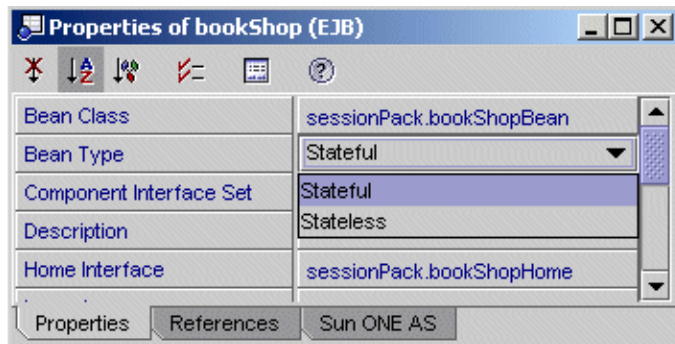 Properties of bookShop (EJB)
Bean Class sessionPack.bookShopBean
Bean Type Stateful
Component Interface Set Stateful
Stateless
Description
Home Interface sessionPack.bookShopHome
Properties References Sun ONE AS